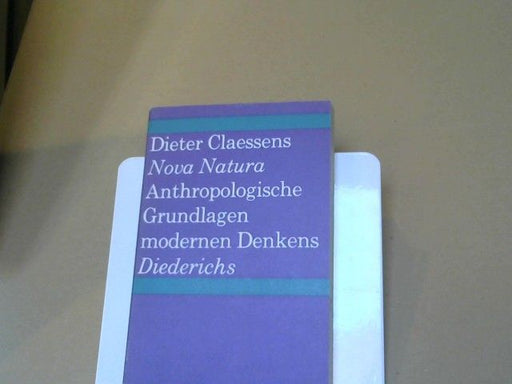 Dieter Claessens
Nova Natura
Anthropologische
Grundlagen
modernen Denkens
Diederichs